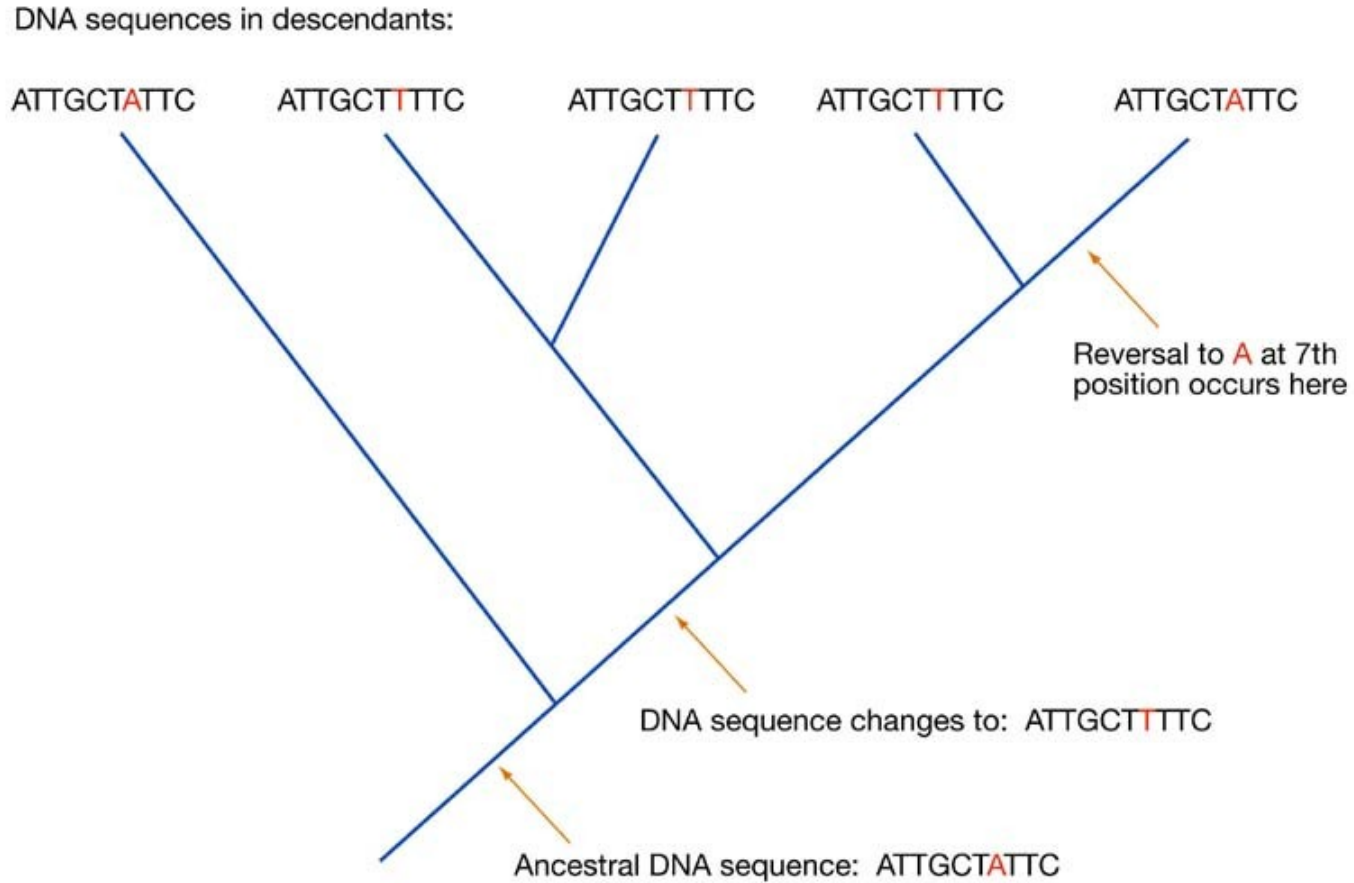 DNA sequences in descendants:
ATTGCTATTC ATTGCTTTTC ATTGCTTTTC ATTGCTTTTC ATTGCTATTC
Reversal to A at 7th
position occurs here
DNA sequence changes to: ATTGCTTTTC
Ancestral DNA sequence: ATTGCTATTC